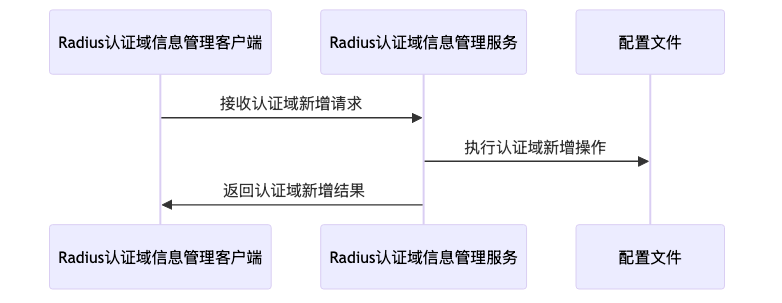 Radius认证域信息管理客户端
Radius认证域信息管理服务
配置文件
接收认证域新增请求
执行认证域新增操作
返回认证域新增结果
Radius认证域信息管理客户端
Radius认证域信息管理服务
配置文件